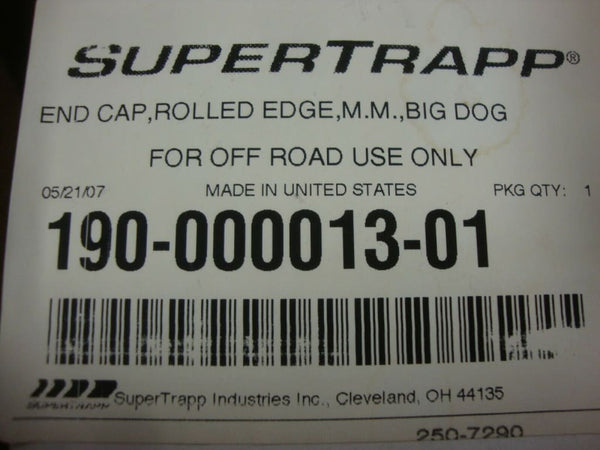 SUPERTRAPP®
END CAP,ROLLED EDGE,M.M.,BIG DOG
FOR OFF ROAD USE ONLY
05/21/07 MADE IN UNITED STATES PKG QTY: 1
190-000013-01
SUPERTRAPP SuperTrapp Industries Inc., Cleveland, OH 44135
250-7290